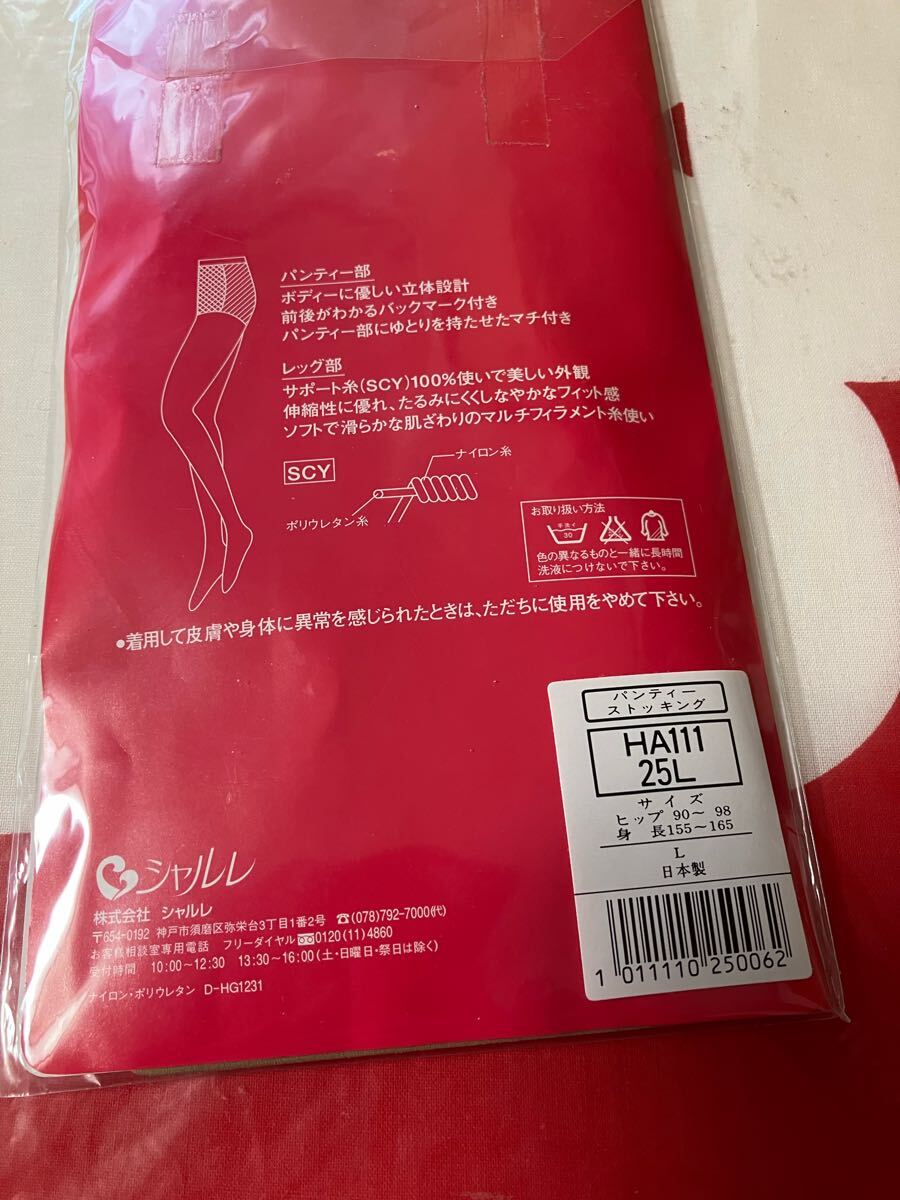 パンティー部
ボディーに優しい立体設計
前後がわかるバックマーク付き
パンティー部にゆとりを持たせたマチ付き
レッグ部
サポート糸(SCY)100%使いで美しい外観
伸縮性に優れ、たるみにくくしなやかなフィット感
ソフトで滑らかな肌ざわりのマルチフィラメント糸使い
SCY
ナイロン糸
ポリウレタン糸
お取り扱い方法
手洗イ
30
色の異なるものと一緒に長時間
洗液につけないで下さい。
●着用して皮膚や身体に異常を感じられたときは、ただちに使用をやめて下さい。
パンティー
ストッキング
HA111
25L
サイズ
ヒップ 90～ 98
身 長155～165
L
日本製
1 011110 250062
シャルレ
株式会社 シャルレ
〒654-0192 神戸市須磨区弥栄台3丁目1番2号 ☎(078)792-7000(代)
お客様相談室専用電話 フリーダイヤル 0120(11)4860
受付時間 10:00～12:30 13:30～16:00(土・日曜日・祭日は除く)
ナイロン・ポリウレタン D-HG1231